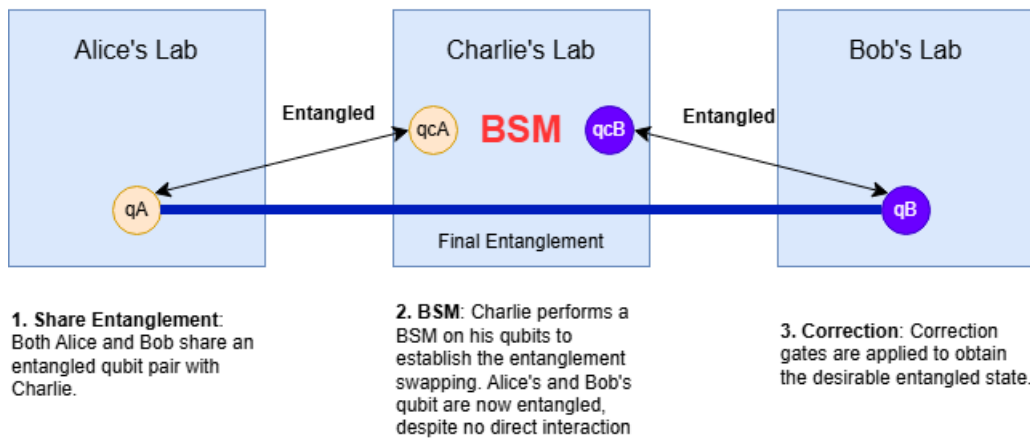 Alice's Lab
Charlie's Lab
Bob's Lab
Entangled
Entangled
qcA
BSM
qcB
qA
qB
Final Entanglement
1. Share Entanglement:
Both Alice and Bob share an
entangled qubit pair with
Charlie.
2. BSM: Charlie performs a
BSM on his qubits to
establish the entanglement
swapping. Alice's and Bob's
qubit are now entangled,
despite no direct interaction
3. Correction: Correction
gates are applied to obtain
the desirable entangled state.